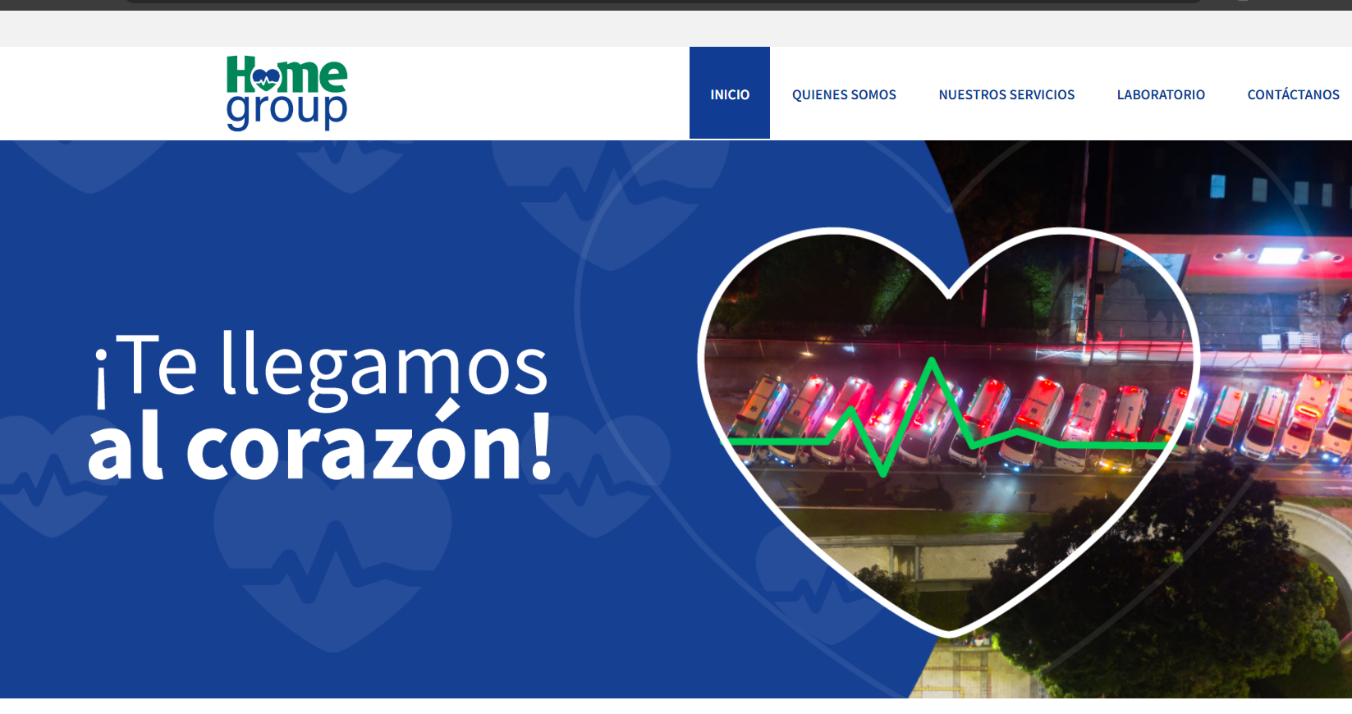 Home
group
INICIO
QUIENES SOMOS
NUESTROS SERVICIOS
LABORATORIO
CONTÁCTANOS
¡Te llegamos
al corazón!